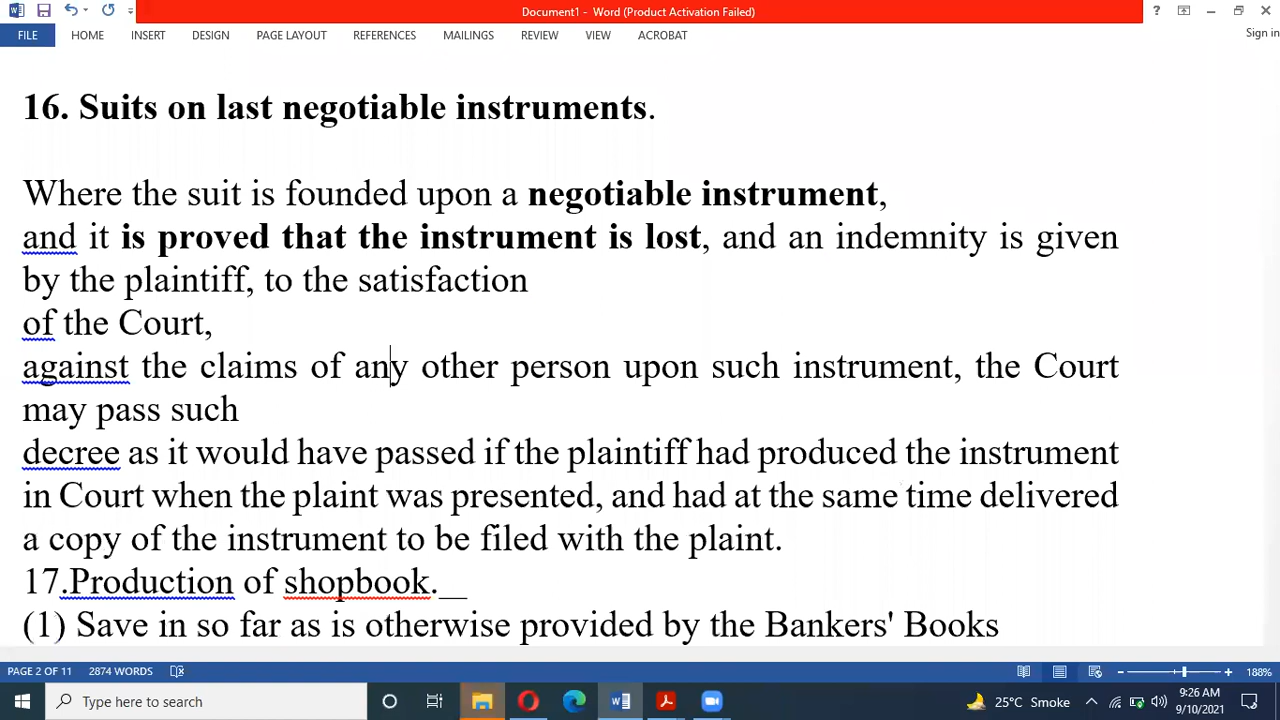 Document1 - Word (Product Activation Failed)
?
FILE HOME INSERT DESIGN PAGE LAYOUT REFERENCES MAILINGS REVIEW VIEW ACROBAT Sign in
16. Suits on last negotiable instruments.
Where the suit is founded upon a negotiable instrument,
and it is proved that the instrument is lost, and an indemnity is given
by the plaintiff, to the satisfaction
of the Court,
against the claims of any other person upon such instrument, the Court
may pass such
decree as it would have passed if the plaintiff had produced the instrument
in Court when the plaint was presented, and had at the same time delivered
a copy of the instrument to be filed with the plaint.
17.Production of shopbook.__
(1) Save in so far as is otherwise provided by the Bankers' Books
PAGE 2 OF 11 2874 WORDS 188%
Type here to search 25°C Smoke 9:26 AM
9/10/2021